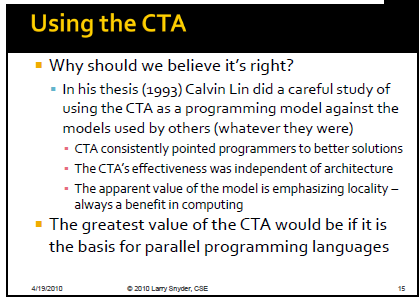 Using the CTA
Why should we believe it's right?
In his thesis (1993) Calvin Lin did a careful study of
using the CTA as a programming model against the
models used by others (whatever they were)
CTA consistently pointed programmers to better solutions
The CTA's effectiveness was independent of architecture
The apparent value of the model is emphasizing locality –
always a benefit in computing
The greatest value of the CTA would be if it is
the basis for parallel programming languages
4/19/2010 © 2010 Larry Snyder, CSE 15